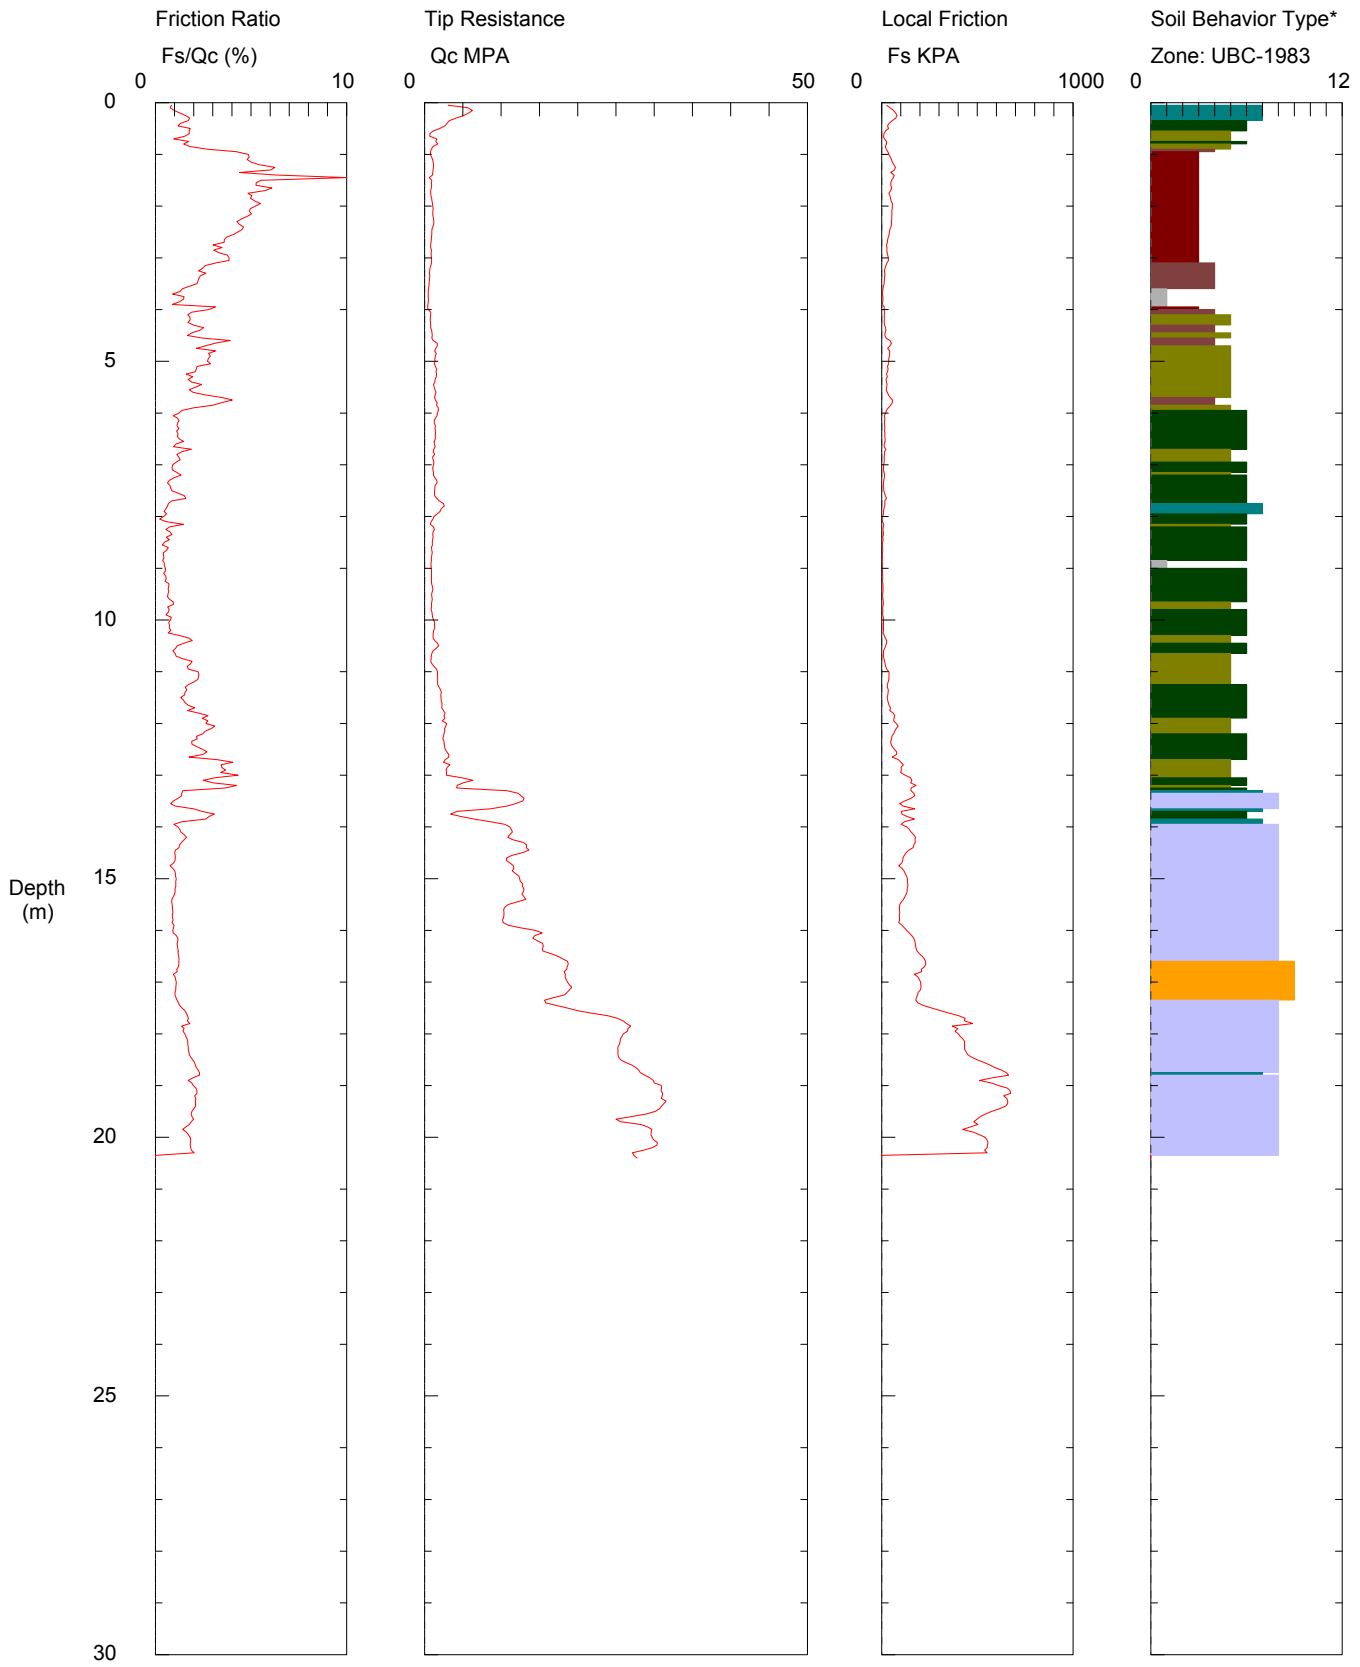 Friction Ratio
Tip Resistance
Local Friction
Soil Behavior Type*
Fs/Qc (%)
Qc MPA
Fs KPA
Zone: UBC-1983
0 10
0 50
0 1000
0 12
0
5
10
15
20
25
30
Depth
(m)